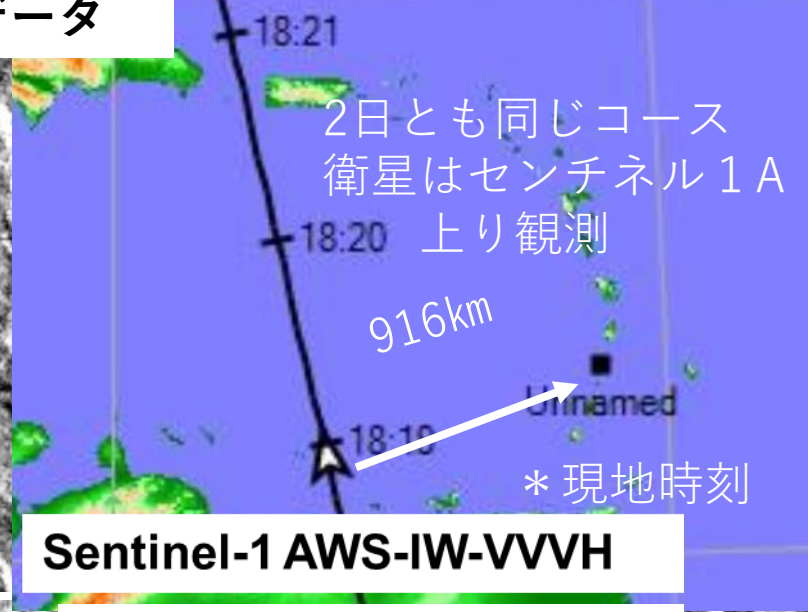 データ
18:21
2日とも同じコース
衛星はセンチネル１A
18:20
上り観測
916km
Unnamed
18:19
＊現地時刻
Sentinel-1 AWS-IW-VVVH